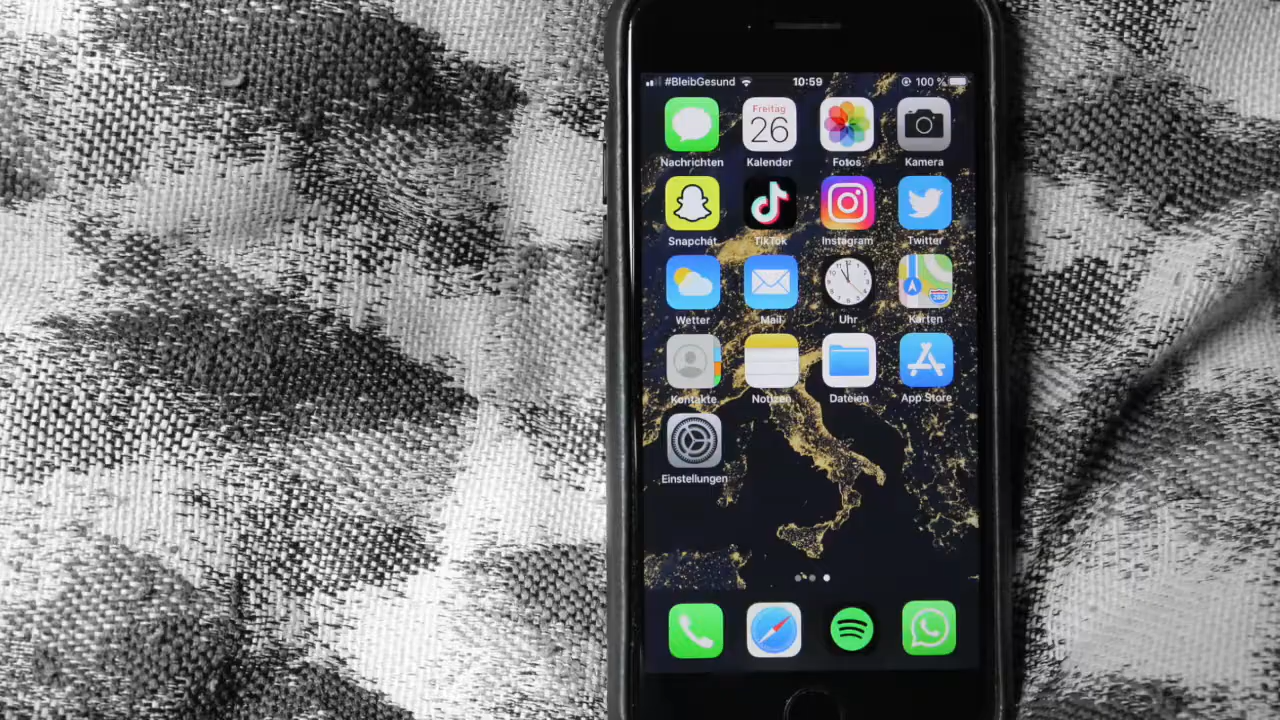 #BleibGesund 10:59 100 %
Freitag
26
Nachrichten Kalender Fotos Kamera
Snapchat TikTok Instagram Twitter
280
Wetter Mail Uhr Karten
Kontakte Notizen Dateien App Store
Einstellungen